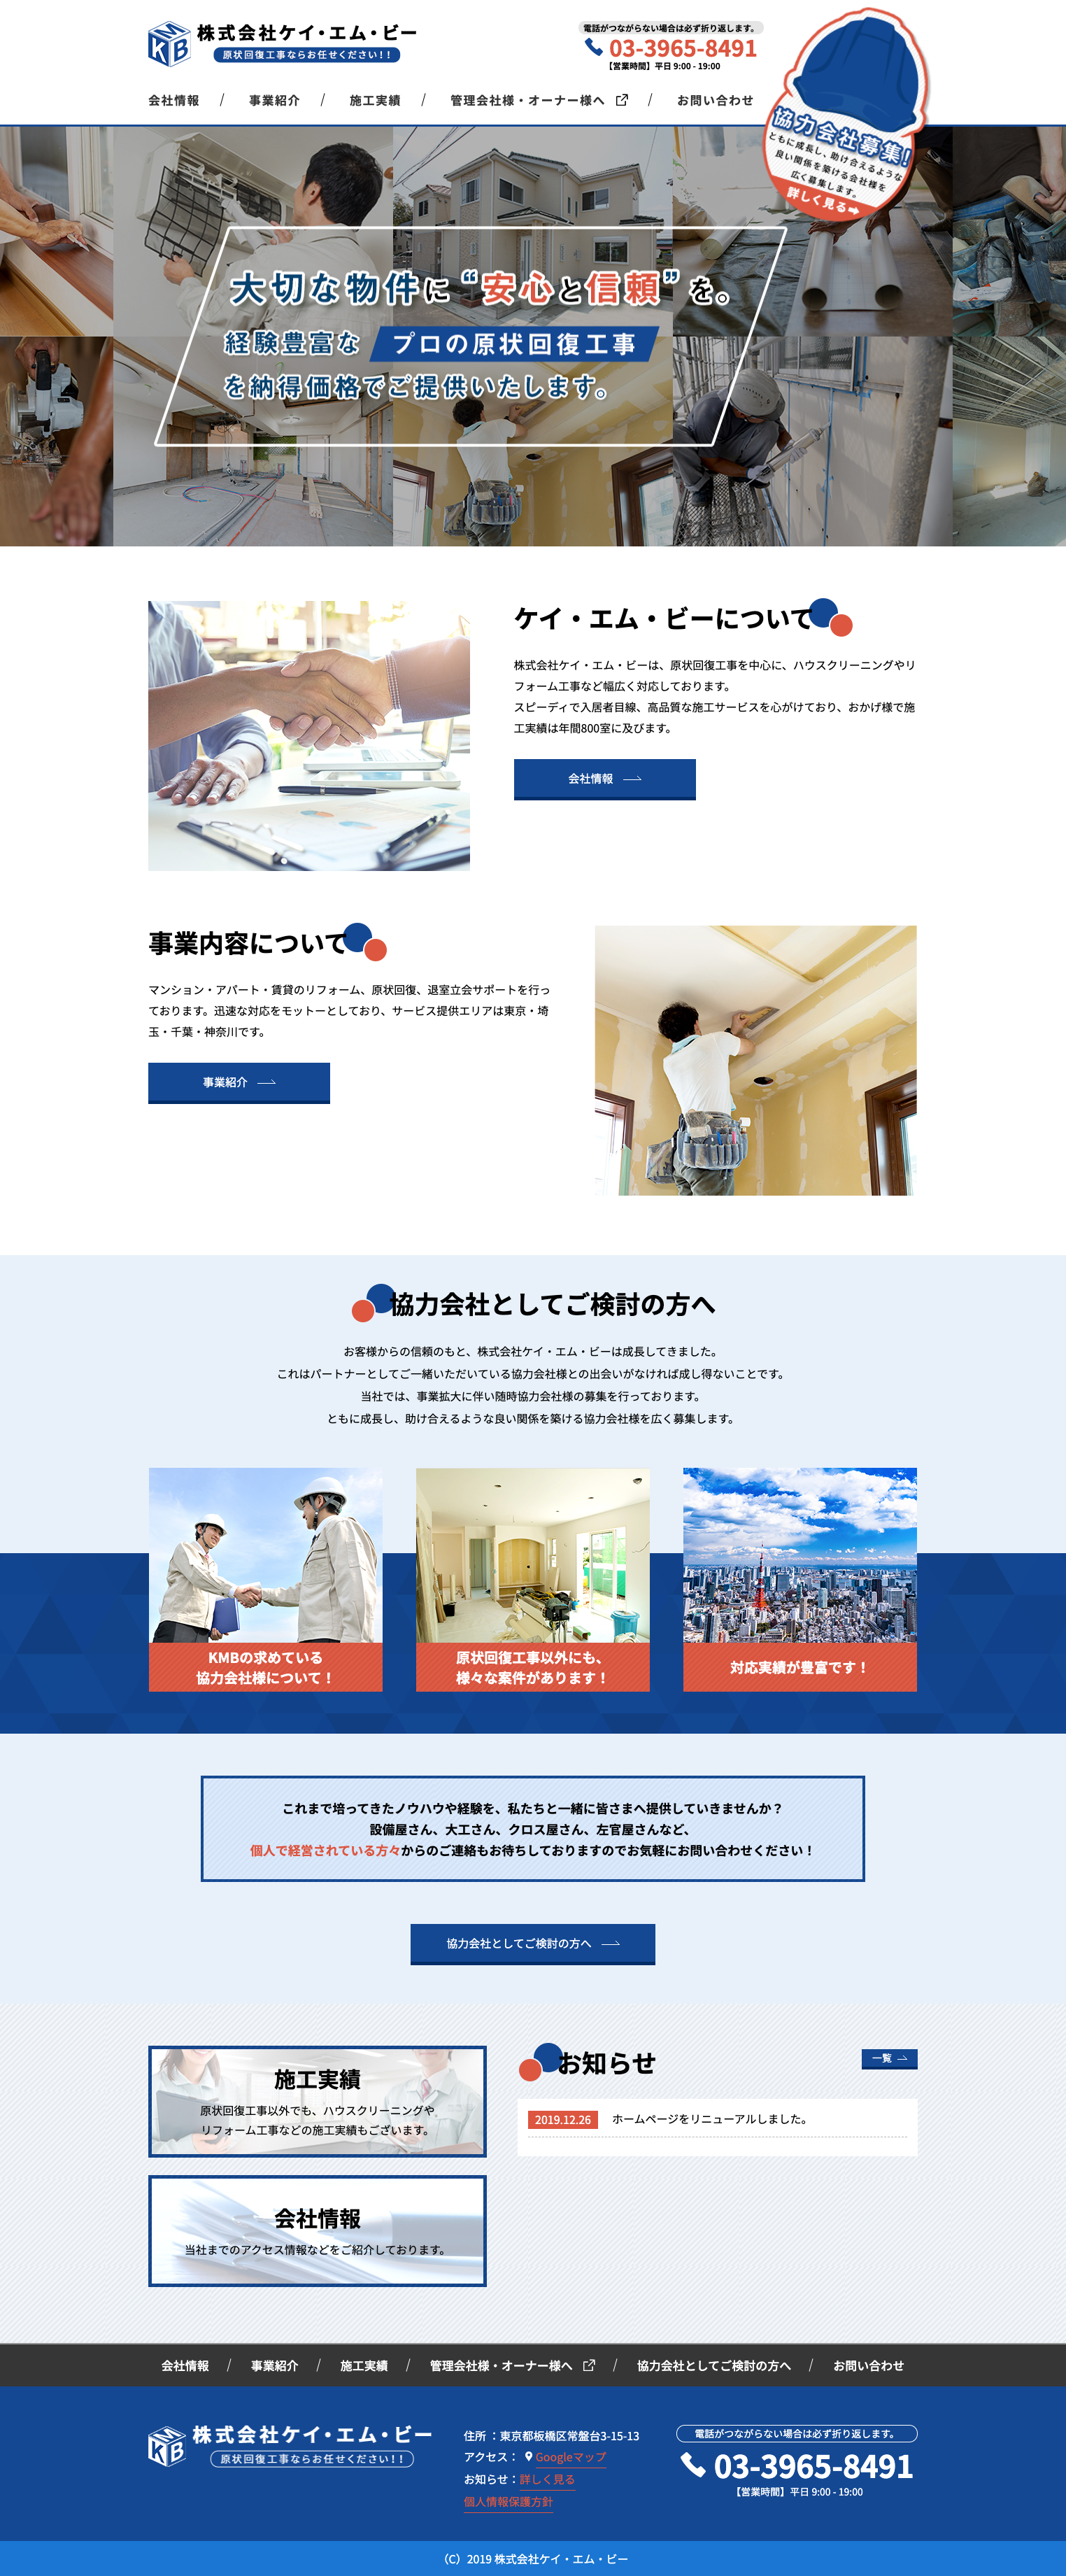 KMB
株式会社ケイ・エム・ビー
原状回復工事ならお任せください！！
電話がつながらない場合は必ず折り返します。
03-3965-8491
【営業時間】平日 9:00 - 19:00
会社情報
事業紹介
施工実績
管理会社様・オーナー様へ
お問い合わせ
協力会社募集！
ともに成長し、助け合えるような
良い関係を築ける会社様を
広く募集します。
詳しく見る
大切な物件に“安心と信頼”を。
経験豊富な プロの原状回復工事
を納得価格でご提供いたします。
ケイ・エム・ビーについて
株式会社ケイ・エム・ビーは、原状回復工事を中心に、ハウスクリーニングやリ
フォーム工事など幅広く対応しております。
スピーディで入居者目線、高品質な施工サービスを心がけており、おかげ様で施
工実績は年間800室に及びます。
会社情報
事業内容について
マンション・アパート・賃貸のリフォーム、原状回復、退室立会サポートを行っ
ております。迅速な対応をモットーとしており、サービス提供エリアは東京・埼
玉・千葉・神奈川です。
事業紹介
協力会社としてご検討の方へ
お客様からの信頼のもと、株式会社ケイ・エム・ビーは成長してきました。
これはパートナーとしてご一緒いただいている協力会社様との出会いがなければ成し得ないことです。
当社では、事業拡大に伴い随時協力会社様の募集を行っております。
ともに成長し、助け合えるような良い関係を築ける協力会社様を広く募集します。
KMBの求めている
協力会社様について！
原状回復工事以外にも、
様々な案件があります！
対応実績が豊富です！
これまで培ってきたノウハウや経験を、私たちと一緒に皆さまへ提供していきませんか？
設備屋さん、大工さん、クロス屋さん、左官屋さんなど、
個人で経営されている方々からのご連絡もお待ちしておりますのでお気軽にお問い合わせください！
協力会社としてご検討の方へ
施工実績
原状回復工事以外でも、ハウスクリーニングや
リフォーム工事などの施工実績もございます。
会社情報
当社までのアクセス情報などをご紹介しております。
お知らせ
一覧
2019.12.26 ホームページをリニューアルしました。
会社情報
事業紹介
施工実績
管理会社様・オーナー様へ
協力会社としてご検討の方へ
お問い合わせ
KMB
株式会社ケイ・エム・ビー
原状回復工事ならお任せください！！
住所 ：東京都板橋区常盤台3-15-13
アクセス： Googleマップ
お知らせ：詳しく見る
個人情報保護方針
電話がつながらない場合は必ず折り返します。
03-3965-8491
【営業時間】平日 9:00 - 19:00
（C）2019 株式会社ケイ・エム・ビー